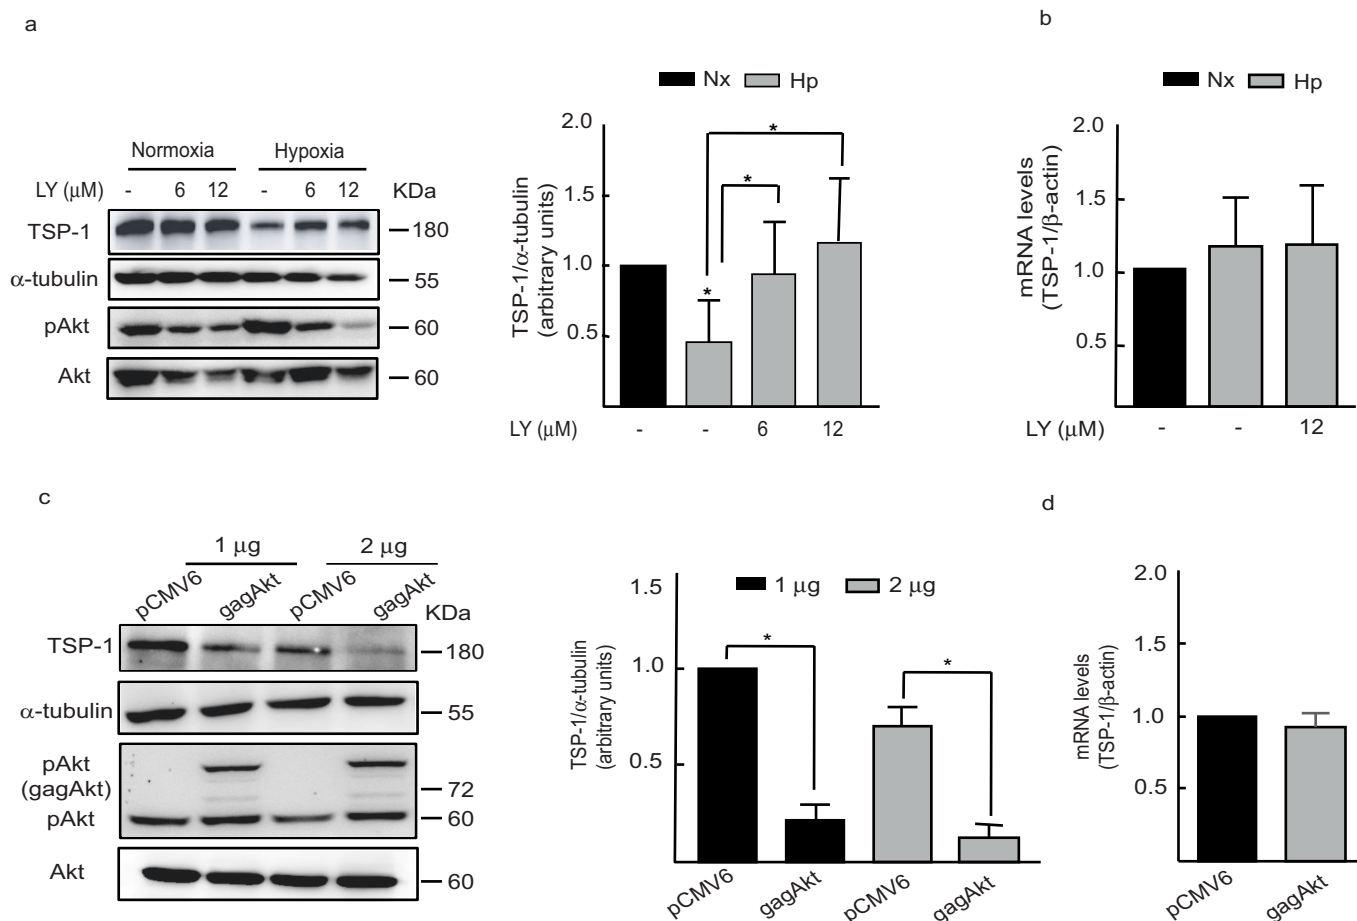 a
Normoxia Hypoxia
LY (μM) - 6 12 - 6 12 KDa
TSP-1 180
α-tubulin 55
pAkt 60
Akt 60
Nx Hp
TSP-1/α-tubulin
(arbitrary units)
2.0
1.5
1.0
0.5
* * *
LY (μM) - - 6 12
b
Nx Hp
mRNA levels
(TSP-1/β-actin)
2.0
1.5
1.0
0.5
LY (μM) - - 12
c
1 μg 2 μg
pCMV6 gagAkt pCMV6 gagAkt KDa
TSP-1 180
α-tubulin 55
pAkt
(gagAkt) 72
pAkt 60
Akt 60
1 μg 2 μg
TSP-1/α-tubulin
(arbitrary units)
1.5
1.0
0.5
* *
pCMV6 gagAkt pCMV6 gagAkt
d
mRNA levels
(TSP-1/β-actin)
2.0
1.5
1.0
0.5
pCMV6 gagAkt